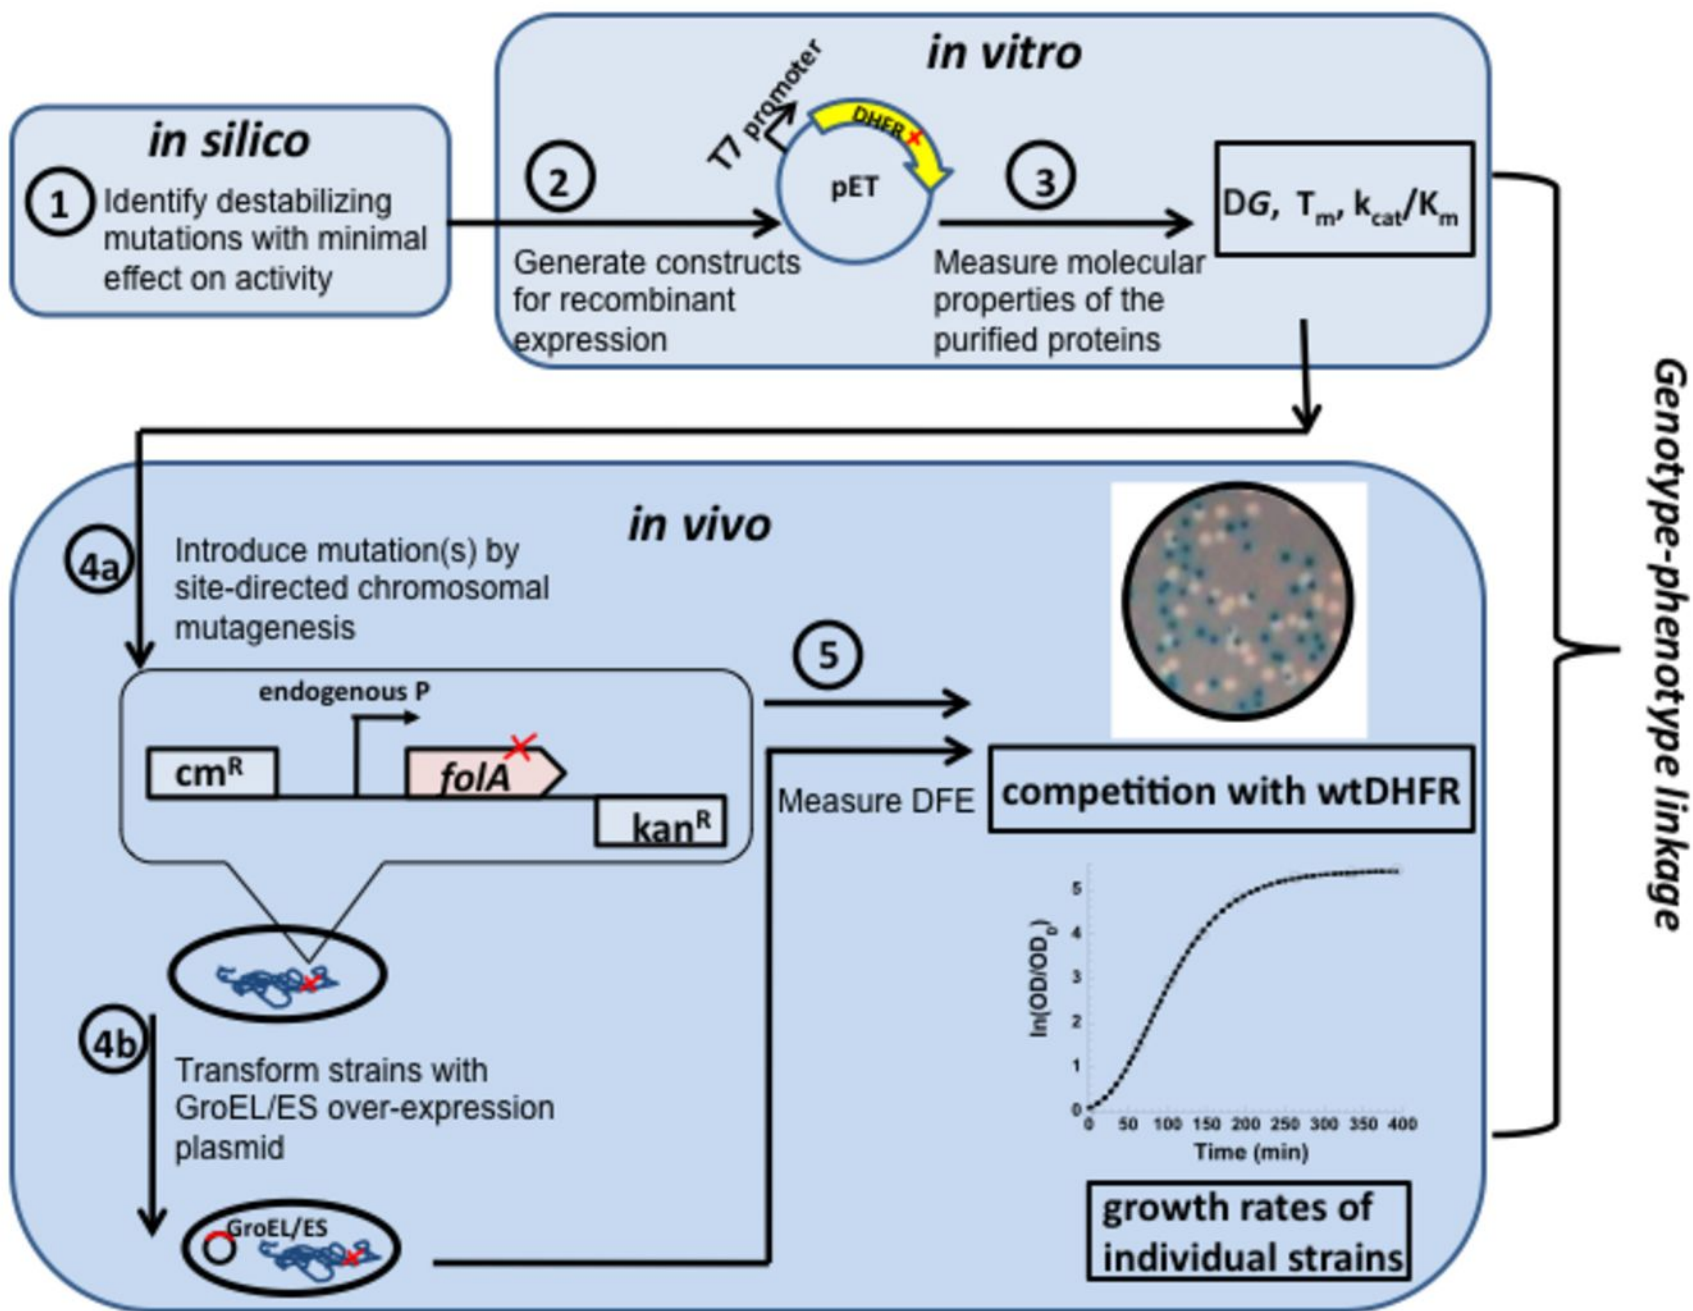 in silico
1
Identify destabilizing
mutations with minimal
effect on activity
in vitro
2
Generate constructs
for recombinant
expression
T7 promoter
DHFR
pET
3
Measure molecular
properties of the
purified proteins
DG, Tm, kcat/Km
in vivo
4a
Introduce mutation(s) by
site-directed chromosomal
mutagenesis
endogenous P
cmR
folA
kanR
4b
Transform strains with
GroEL/ES over-expression
plasmid
GroEL/ES
5
Measure DFE
competition with wtDHFR
ln(OD/OD0)
5
4
3
2
1
0
0 50 100 150 200 250 300 350 400
Time (min)
growth rates of
individual strains
Genotype-phenotype linkage